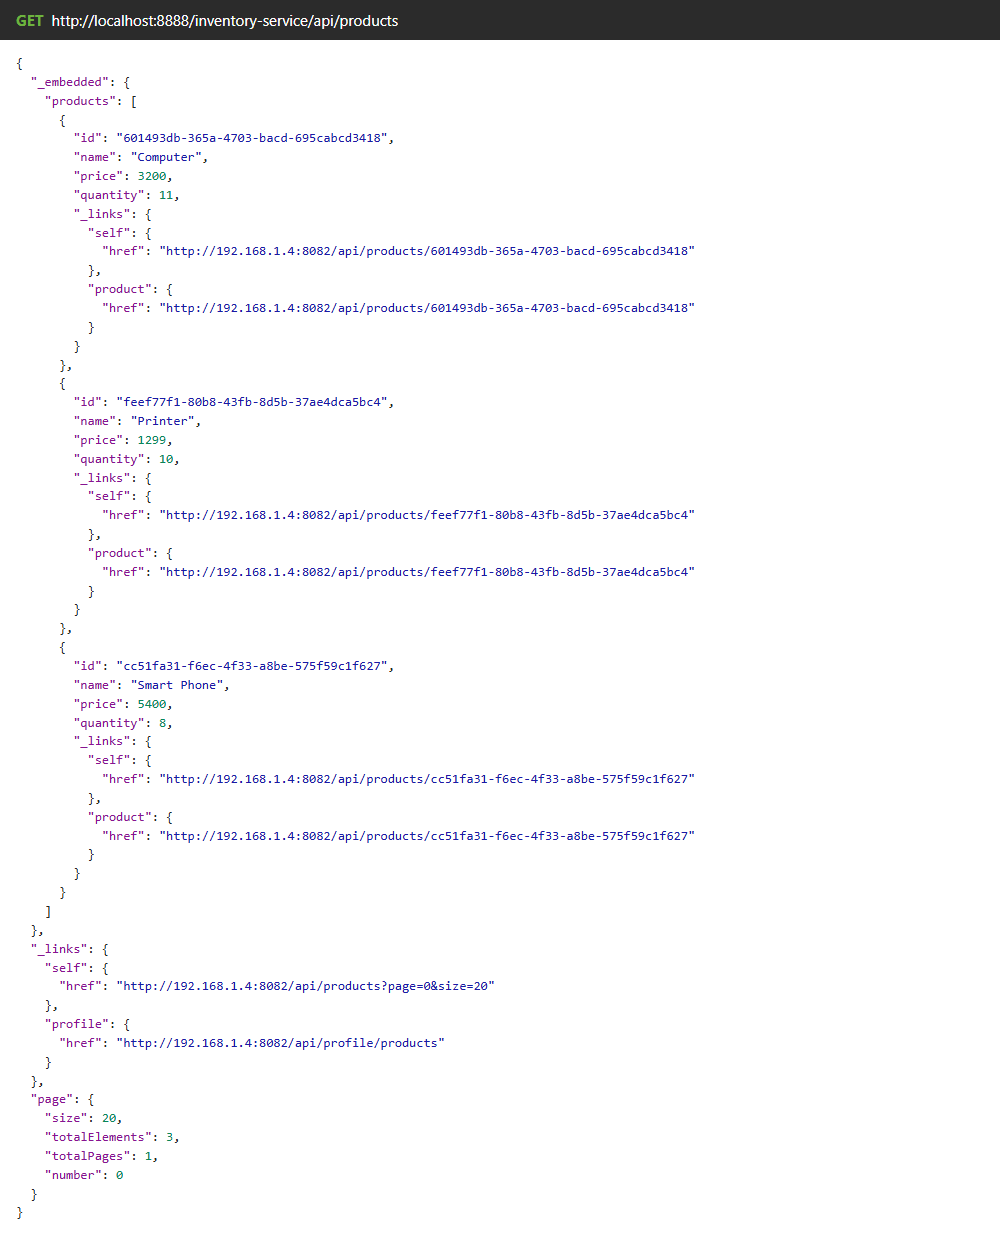 GET http://localhost:8888/inventory-service/api/products
{
  "_embedded": {
    "products": [
      {
        "id": "601493db-365a-4703-bacd-695cabcd3418",
        "name": "Computer",
        "price": 3200,
        "quantity": 11,
        "_links": {
          "self": {
            "href": "http://192.168.1.4:8082/api/products/601493db-365a-4703-bacd-695cabcd3418"
          },
          "product": {
            "href": "http://192.168.1.4:8082/api/products/601493db-365a-4703-bacd-695cabcd3418"
          }
        }
      },
      {
        "id": "feef77f1-80b8-43fb-8d5b-37ae4dca5bc4",
        "name": "Printer",
        "price": 1299,
        "quantity": 10,
        "_links": {
          "self": {
            "href": "http://192.168.1.4:8082/api/products/feef77f1-80b8-43fb-8d5b-37ae4dca5bc4"
          },
          "product": {
            "href": "http://192.168.1.4:8082/api/products/feef77f1-80b8-43fb-8d5b-37ae4dca5bc4"
          }
        }
      },
      {
        "id": "cc51fa31-f6ec-4f33-a8be-575f59c1f627",
        "name": "Smart Phone",
        "price": 5400,
        "quantity": 8,
        "_links": {
          "self": {
            "href": "http://192.168.1.4:8082/api/products/cc51fa31-f6ec-4f33-a8be-575f59c1f627"
          },
          "product": {
            "href": "http://192.168.1.4:8082/api/products/cc51fa31-f6ec-4f33-a8be-575f59c1f627"
          }
        }
      }
    ]
  },
  "_links": {
    "self": {
      "href": "http://192.168.1.4:8082/api/products?page=0&size=20"
    },
    "profile": {
      "href": "http://192.168.1.4:8082/api/profile/products"
    }
  },
  "page": {
    "size": 20,
    "totalElements": 3,
    "totalPages": 1,
    "number": 0
  }
}